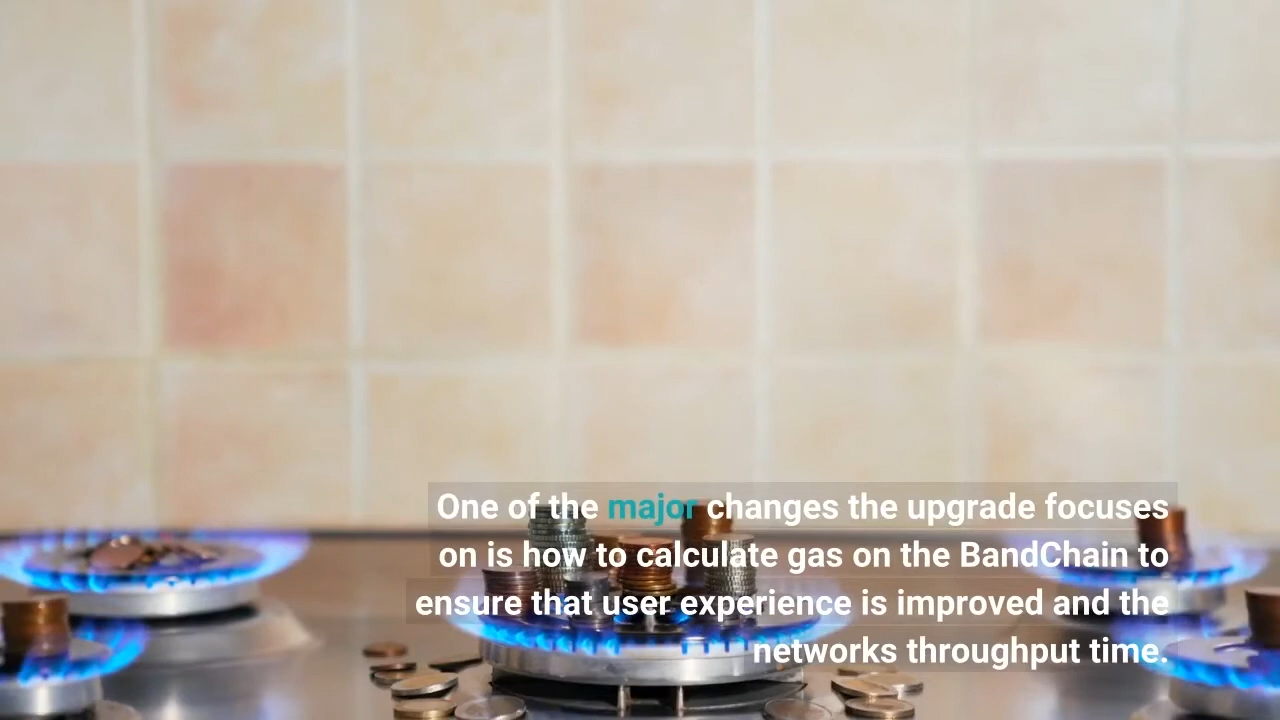 One of the major changes the upgrade focuses
on is how to calculate gas on the BandChain to
ensure that user experience is improved and the
networks throughput time.